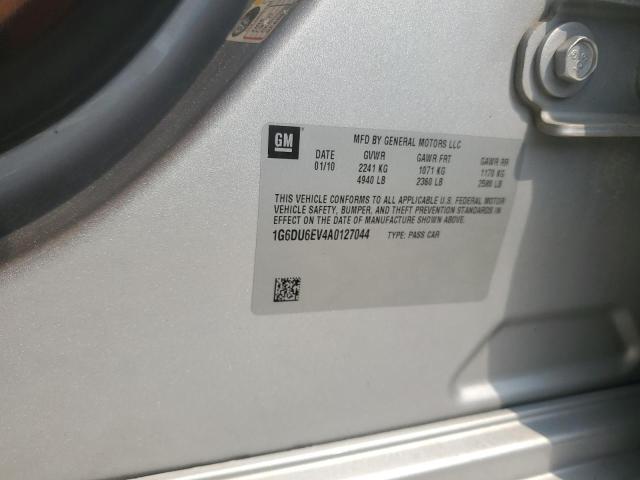 GM
MFD BY GENERAL MOTORS LLC
DATE GVWR GAWR FRT GAWR RR
01/10 2241 KG 1071 KG 1170 KG
4940 LB 2360 LB 2580 LB
THIS VEHICLE CONFORMS TO ALL APPLICABLE U.S. FEDERAL MOTOR
VEHICLE SAFETY, BUMPER, AND THEFT PREVENTION STANDARDS IN
EFFECT ON THE DATE OF MANUFACTURE SHOWN ABOVE.
1G6DU6EV4A0127044 TYPE: PASS CAR